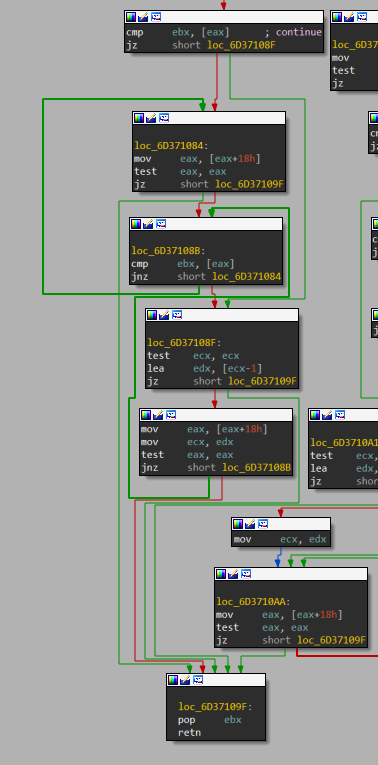 cmp ebx, [eax] ; continue
jz short loc_6D37108F
loc_6D37
mov
test
jz
loc_6D371084:
mov eax, [eax+18h]
test eax, eax
jz short loc_6D37109F
loc_6D37108B:
cmp ebx, [eax]
jnz short loc_6D371084
loc_6D37108F:
test ecx, ecx
lea edx, [ecx-1]
jz short loc_6D37109F
mov eax, [eax+18h]
mov ecx, edx
test eax, eax
jnz short loc_6D37108B
loc_6D3710A1
test ecx,
lea edx,
jz shor
mov ecx, edx
loc_6D3710AA:
mov eax, [eax+18h]
test eax, eax
jz short loc_6D37109F
loc_6D37109F:
pop ebx
retn